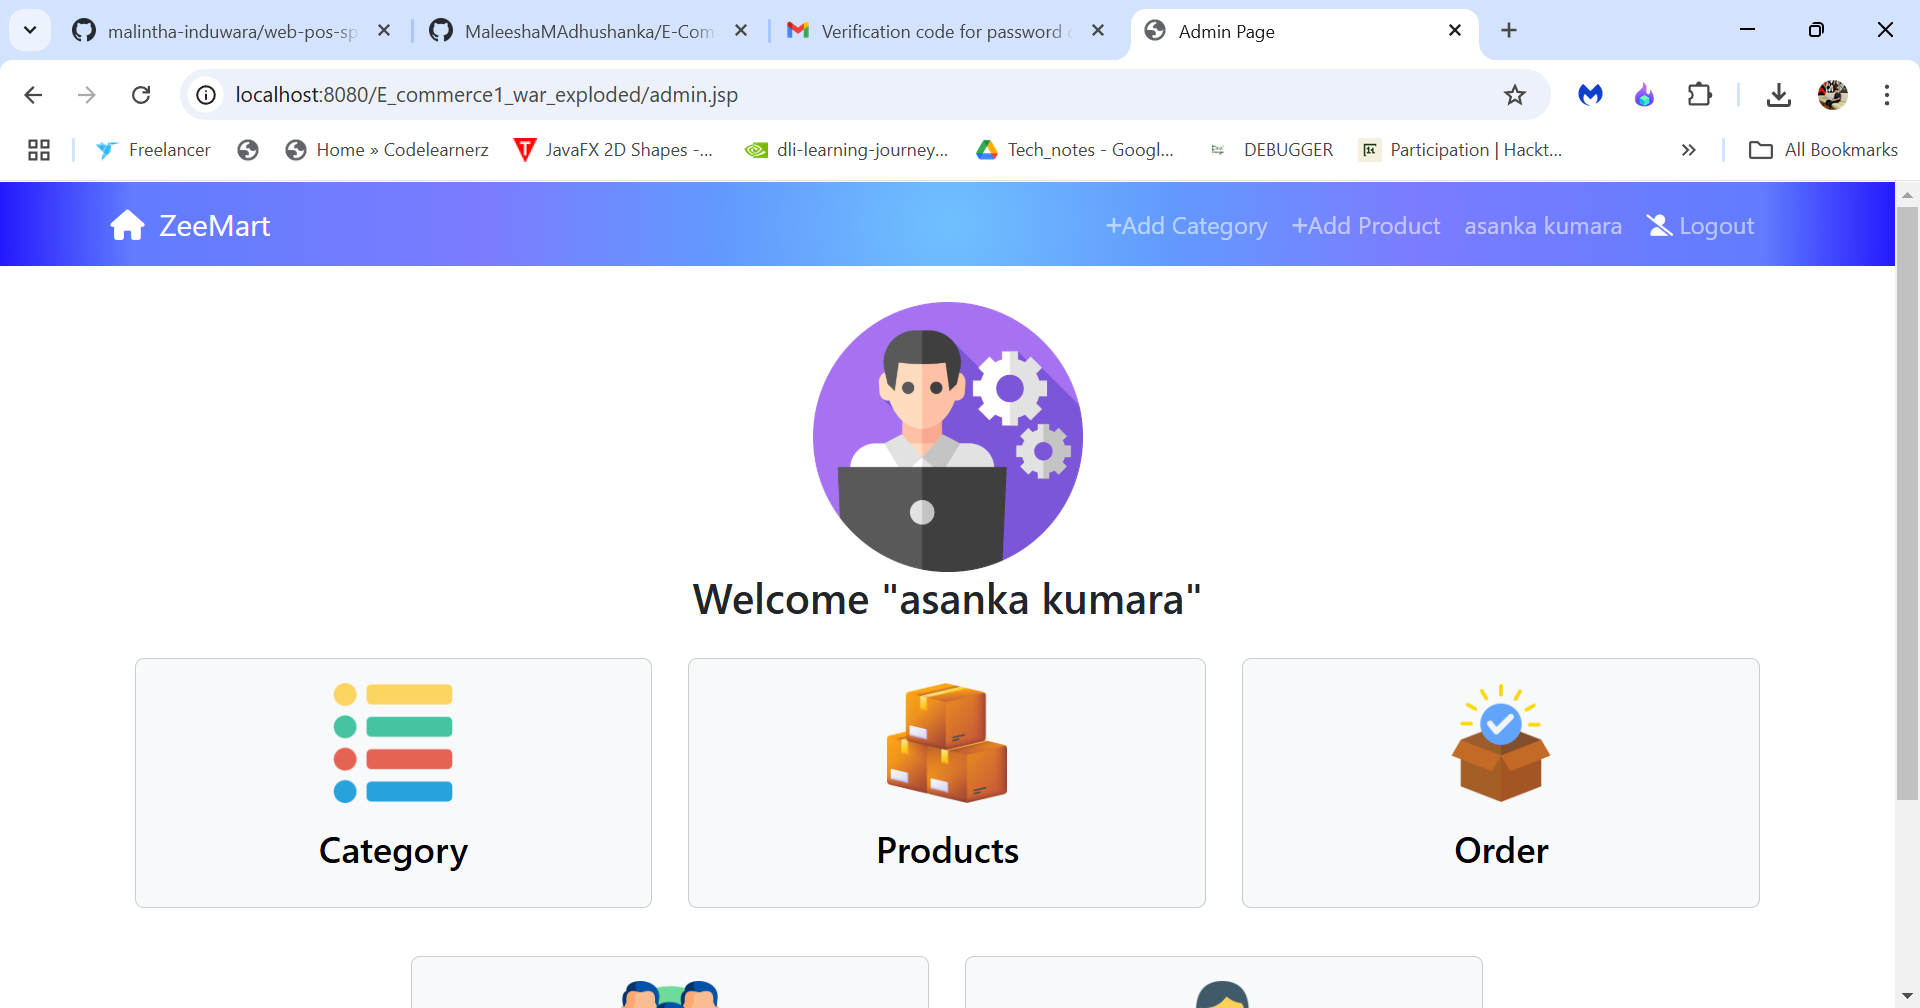 malintha-induwara/web-pos-sp
MaleeshaMAdhushanka/E-Com
Verification code for password
Admin Page
localhost:8080/E_commerce1_war_exploded/admin.jsp
Freelancer
Home » Codelearnerz
JavaFX 2D Shapes -...
dli-learning-journey...
Tech_notes - Googl...
DEBUGGER
Participation | Hackt...
All Bookmarks
ZeeMart
+Add Category
+Add Product
asanka kumara
Logout
Welcome "asanka kumara"
Category
Products
Order